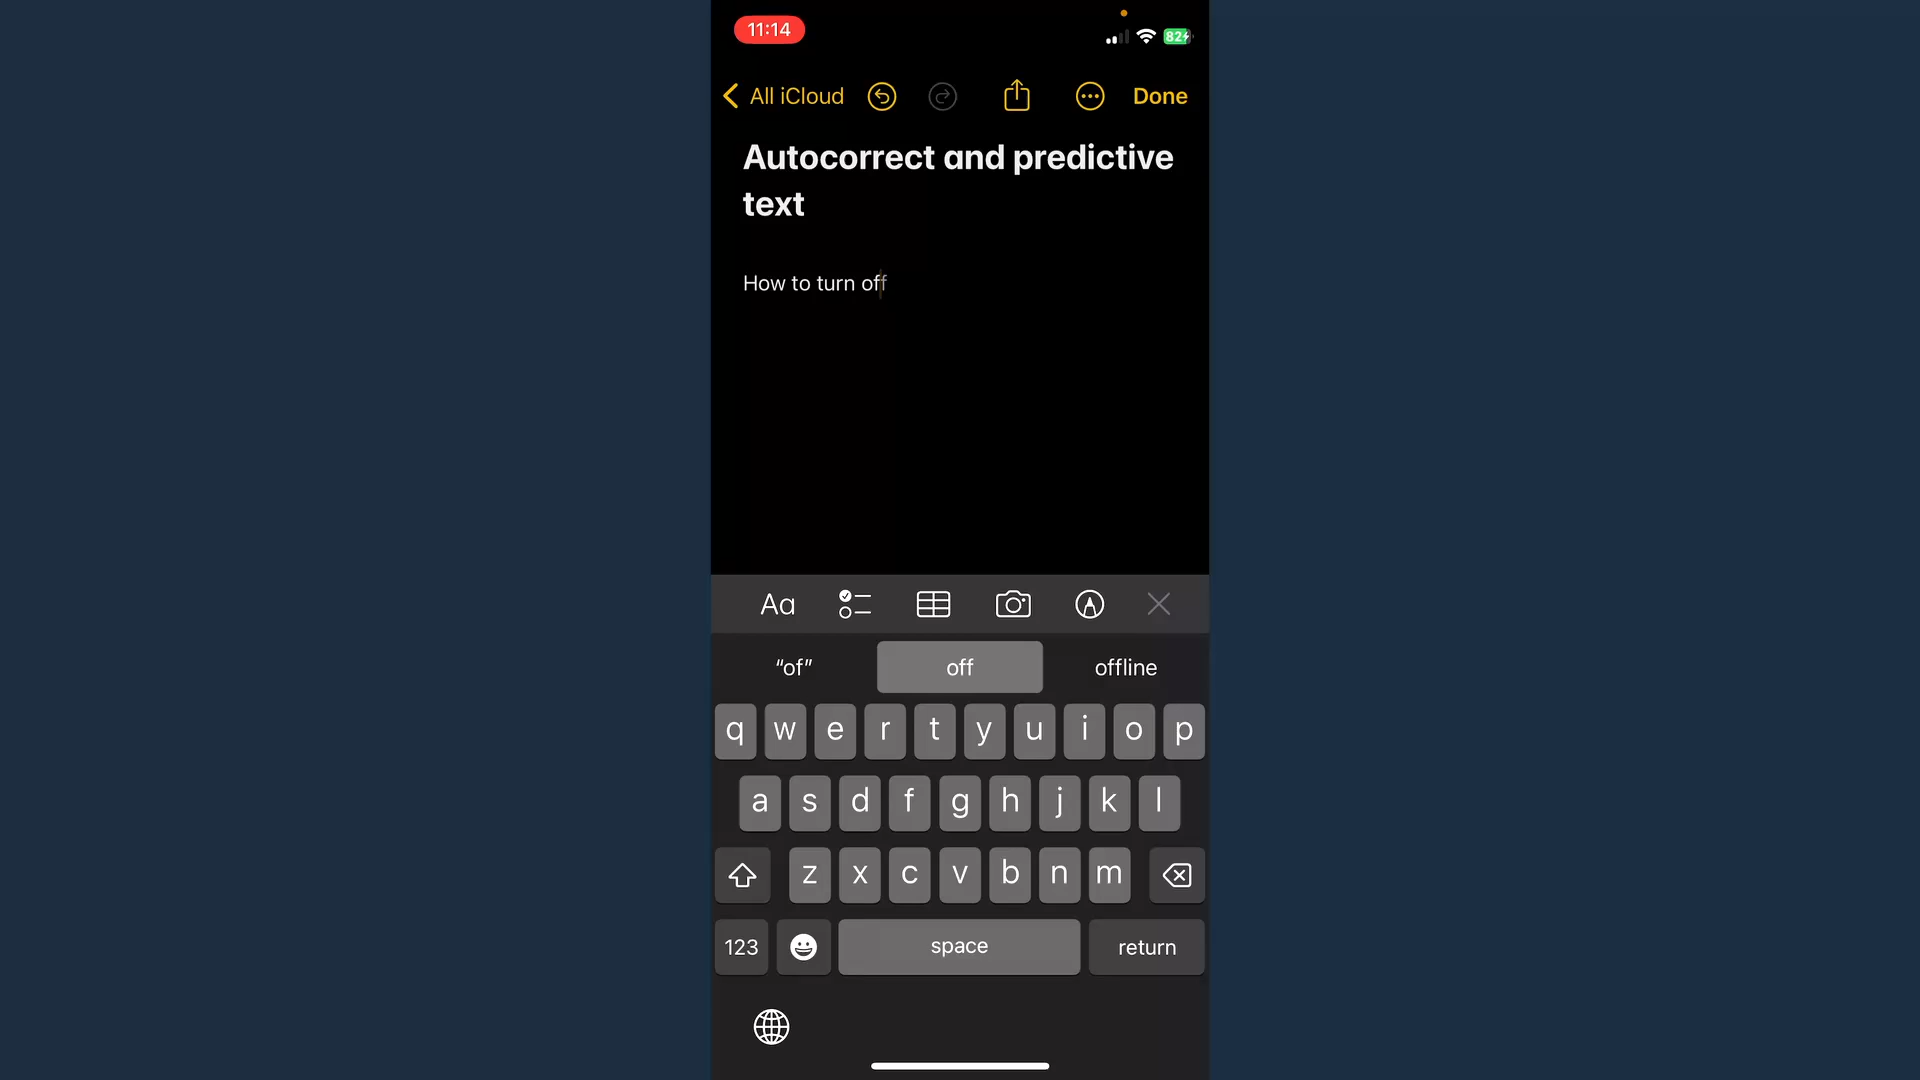 11:14
82
All iCloud
Done
Autocorrect and predictive
text
How to turn off
Aa
“of” off offline
q w e r t y u i o p
a s d f g h j k l
z x c v b n m
123 space return